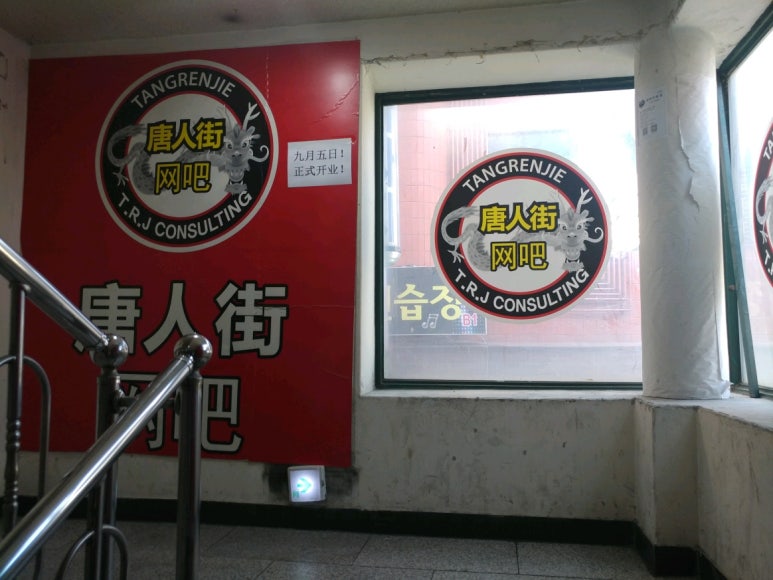 TANGRENJIE
唐人街
网吧
T.R.J CONSULTING
九月五日！
正式开业！
唐人街
网吧
TANGRENJIE
唐人街
网吧
T.R.J CONSULTING
습장
B1